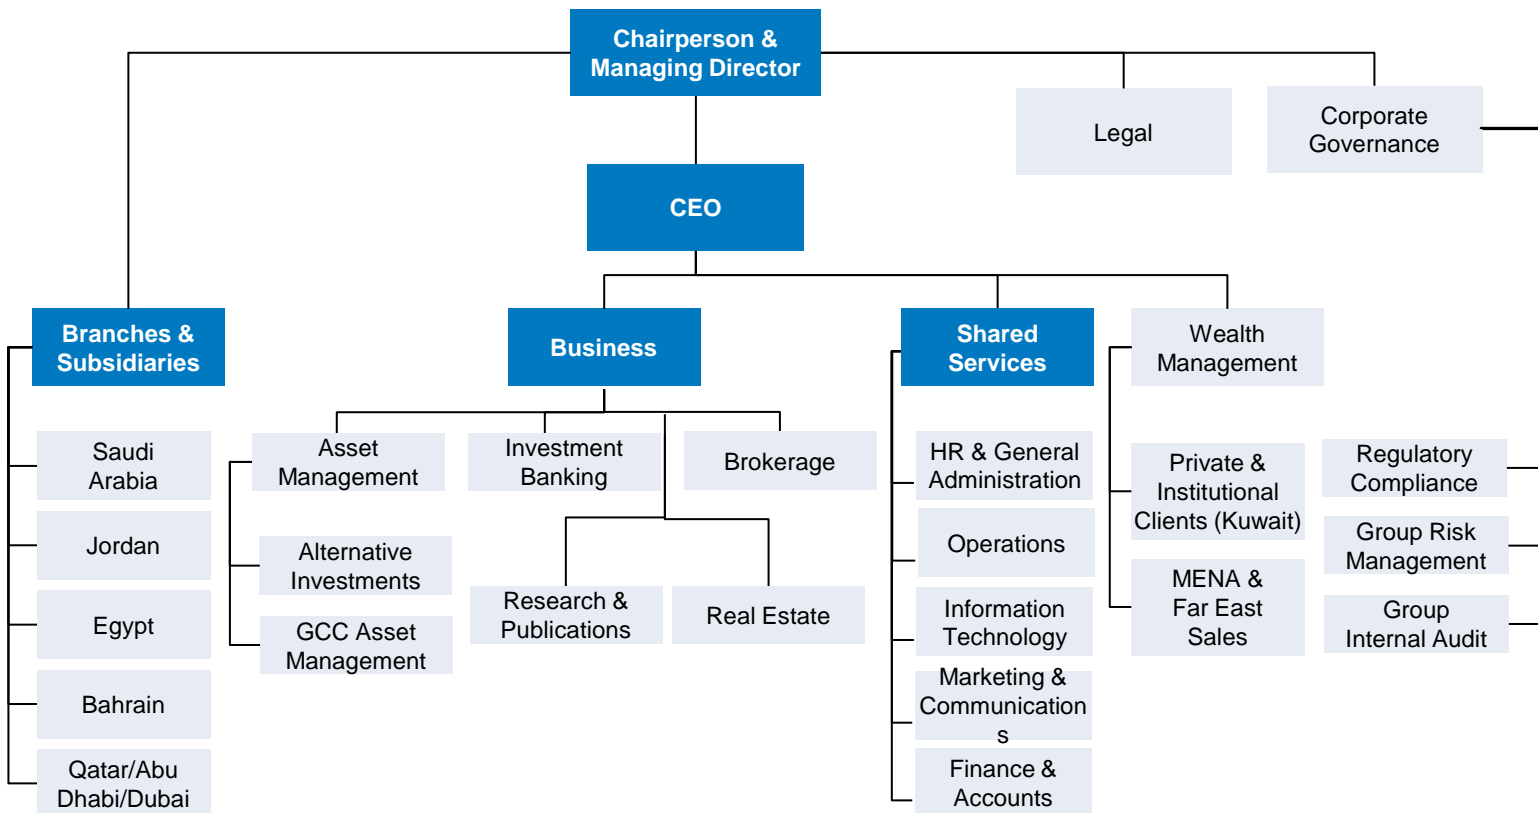 Chairperson &
Managing Director
Legal
Corporate
Governance
CEO
Branches &
Subsidiaries
Business
Shared
Services
Wealth
Management
Saudi
Arabia
Jordan
Egypt
Bahrain
Qatar/Abu
Dhabi/Dubai
Asset
Management
Investment
Banking
Brokerage
Alternative
Investments
GCC Asset
Management
Research &
Publications
Real Estate
HR & General
Administration
Operations
Information
Technology
Marketing &
Communication
s
Finance &
Accounts
Private &
Institutional
Clients (Kuwait)
MENA &
Far East
Sales
Regulatory
Compliance
Group Risk
Management
Group
Internal Audit